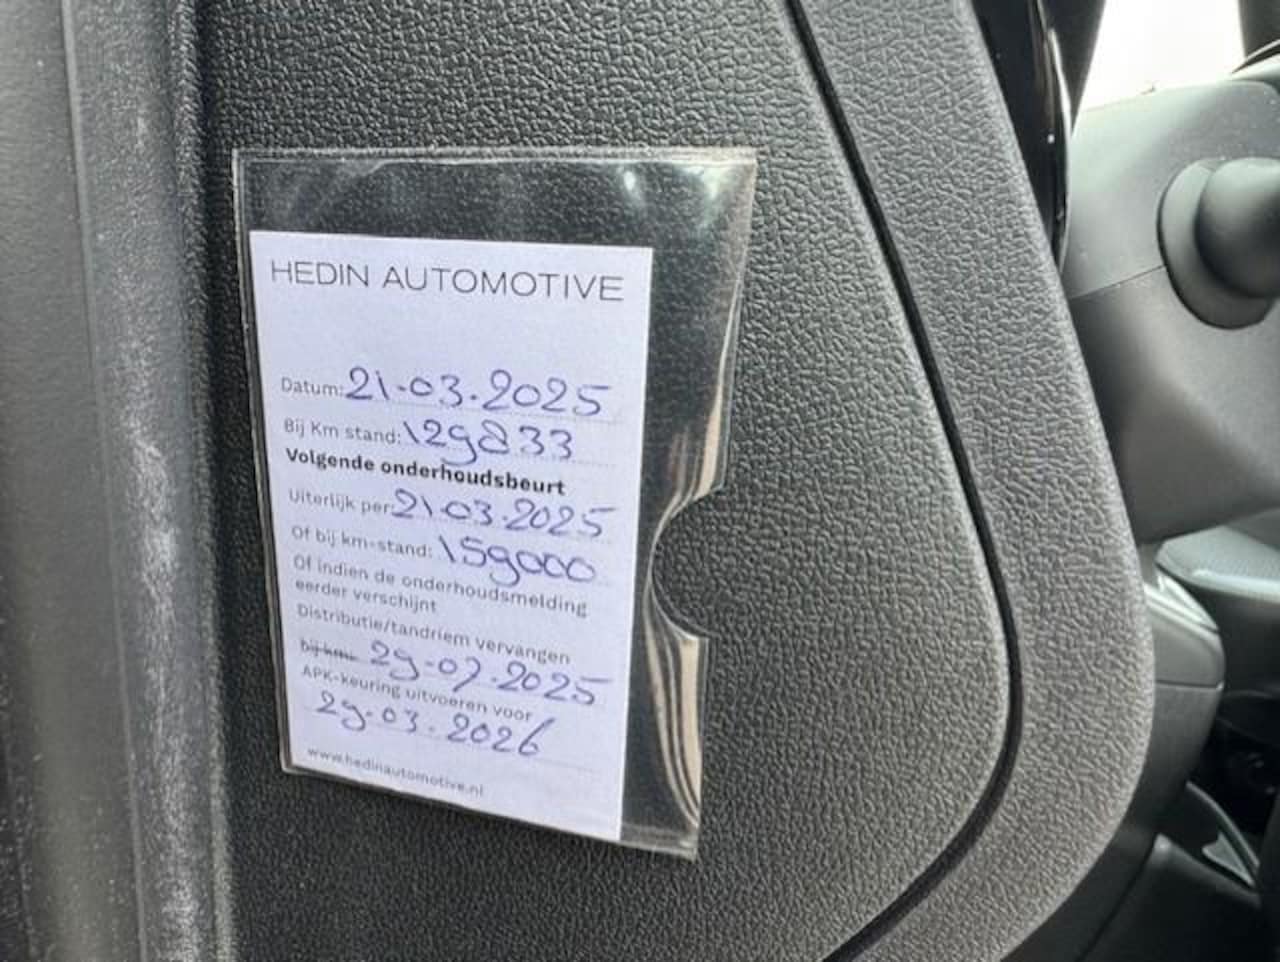 HEDIN AUTOMOTIVE
Datum: 21-03-2025
Bij Km stand: 129833
Volgende onderhoudsbeurt
Uiterlijk per: 21-03-2025
Of bij km-stand: 159000
Of indien de onderhoudsmelding
eerder verschijnt
Distributie/tandriem vervangen
bij km: 29-07-2025
APK-keuring uitvoeren voor
29-03-2026
www.hedinautomotive.nl